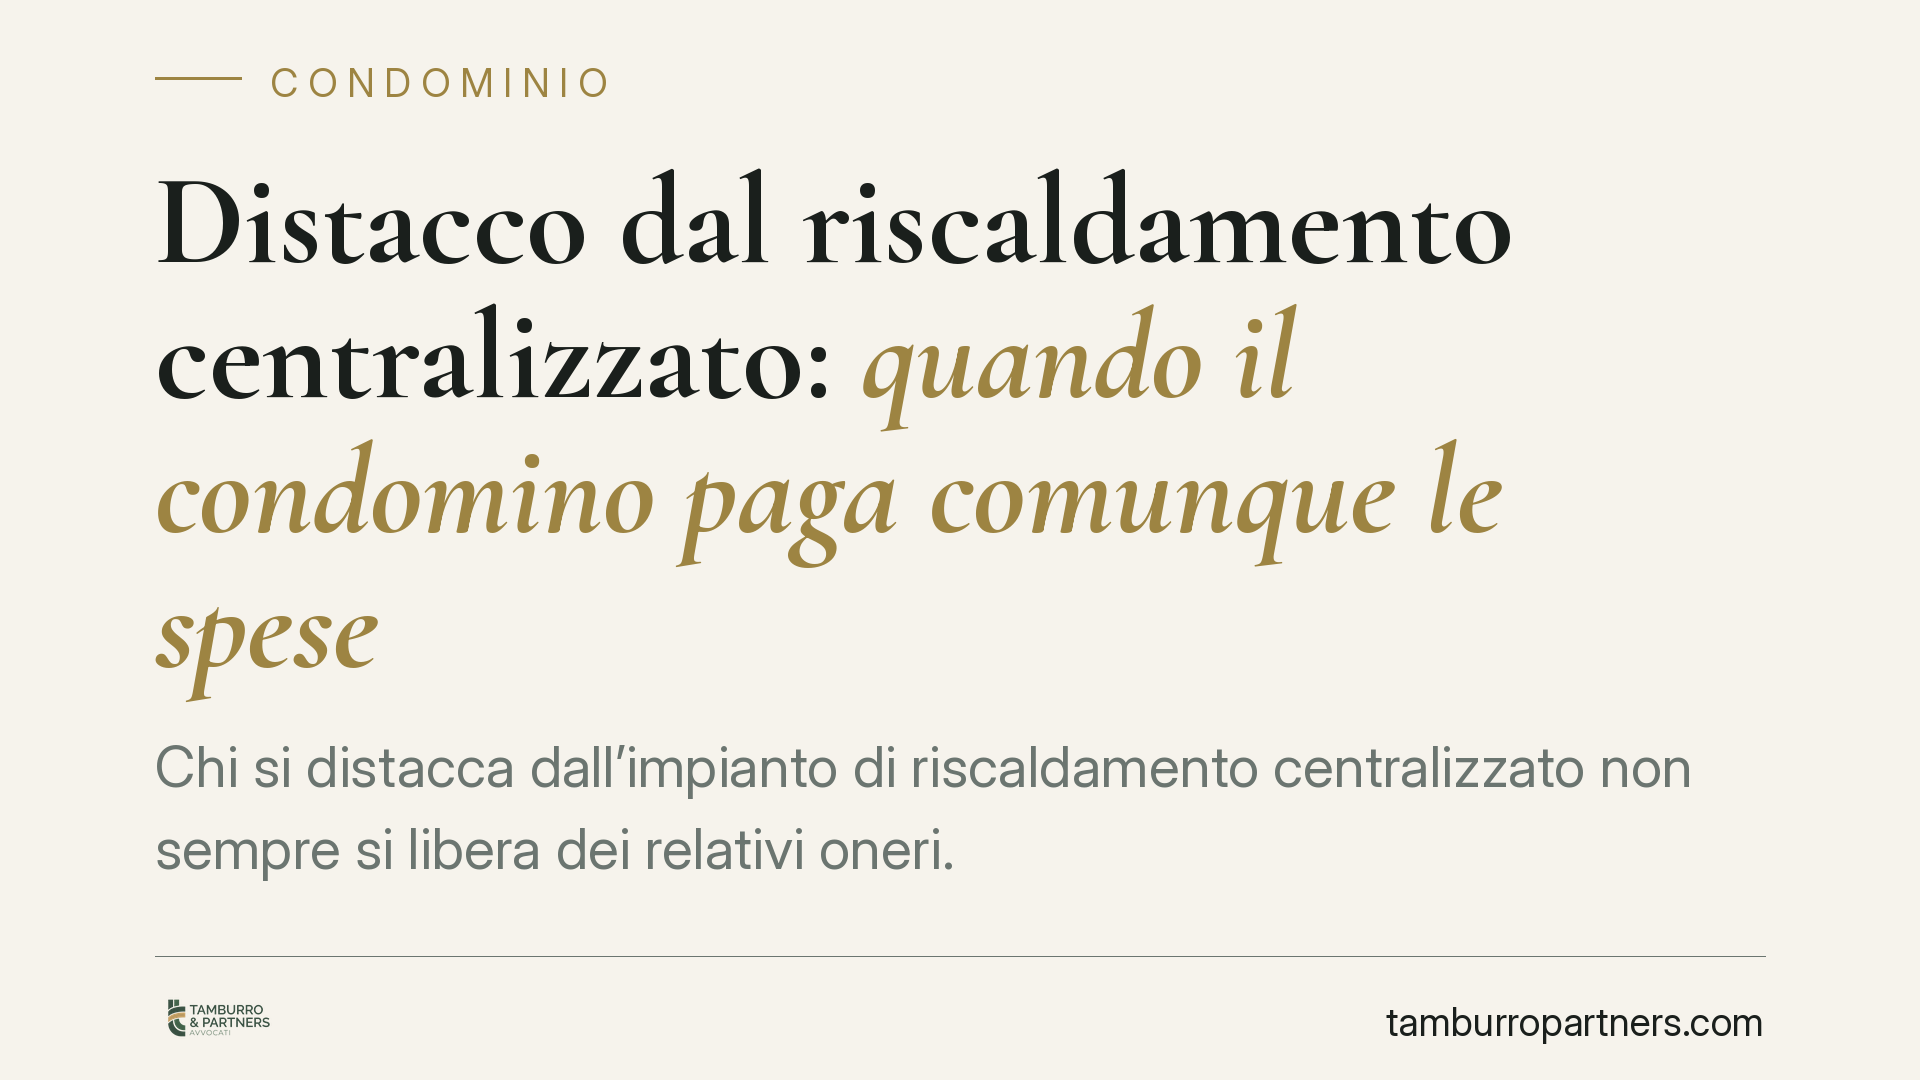 CONDOMINIO
Distacco dal riscaldamento
centralizzato: quando il
condomino paga comunque le
spese
Chi si distacca dall’impianto di riscaldamento centralizzato non
sempre si libera dei relativi oneri.
TAMBURRO
& PARTNERS
AVVOCATI
tamburropartners.com